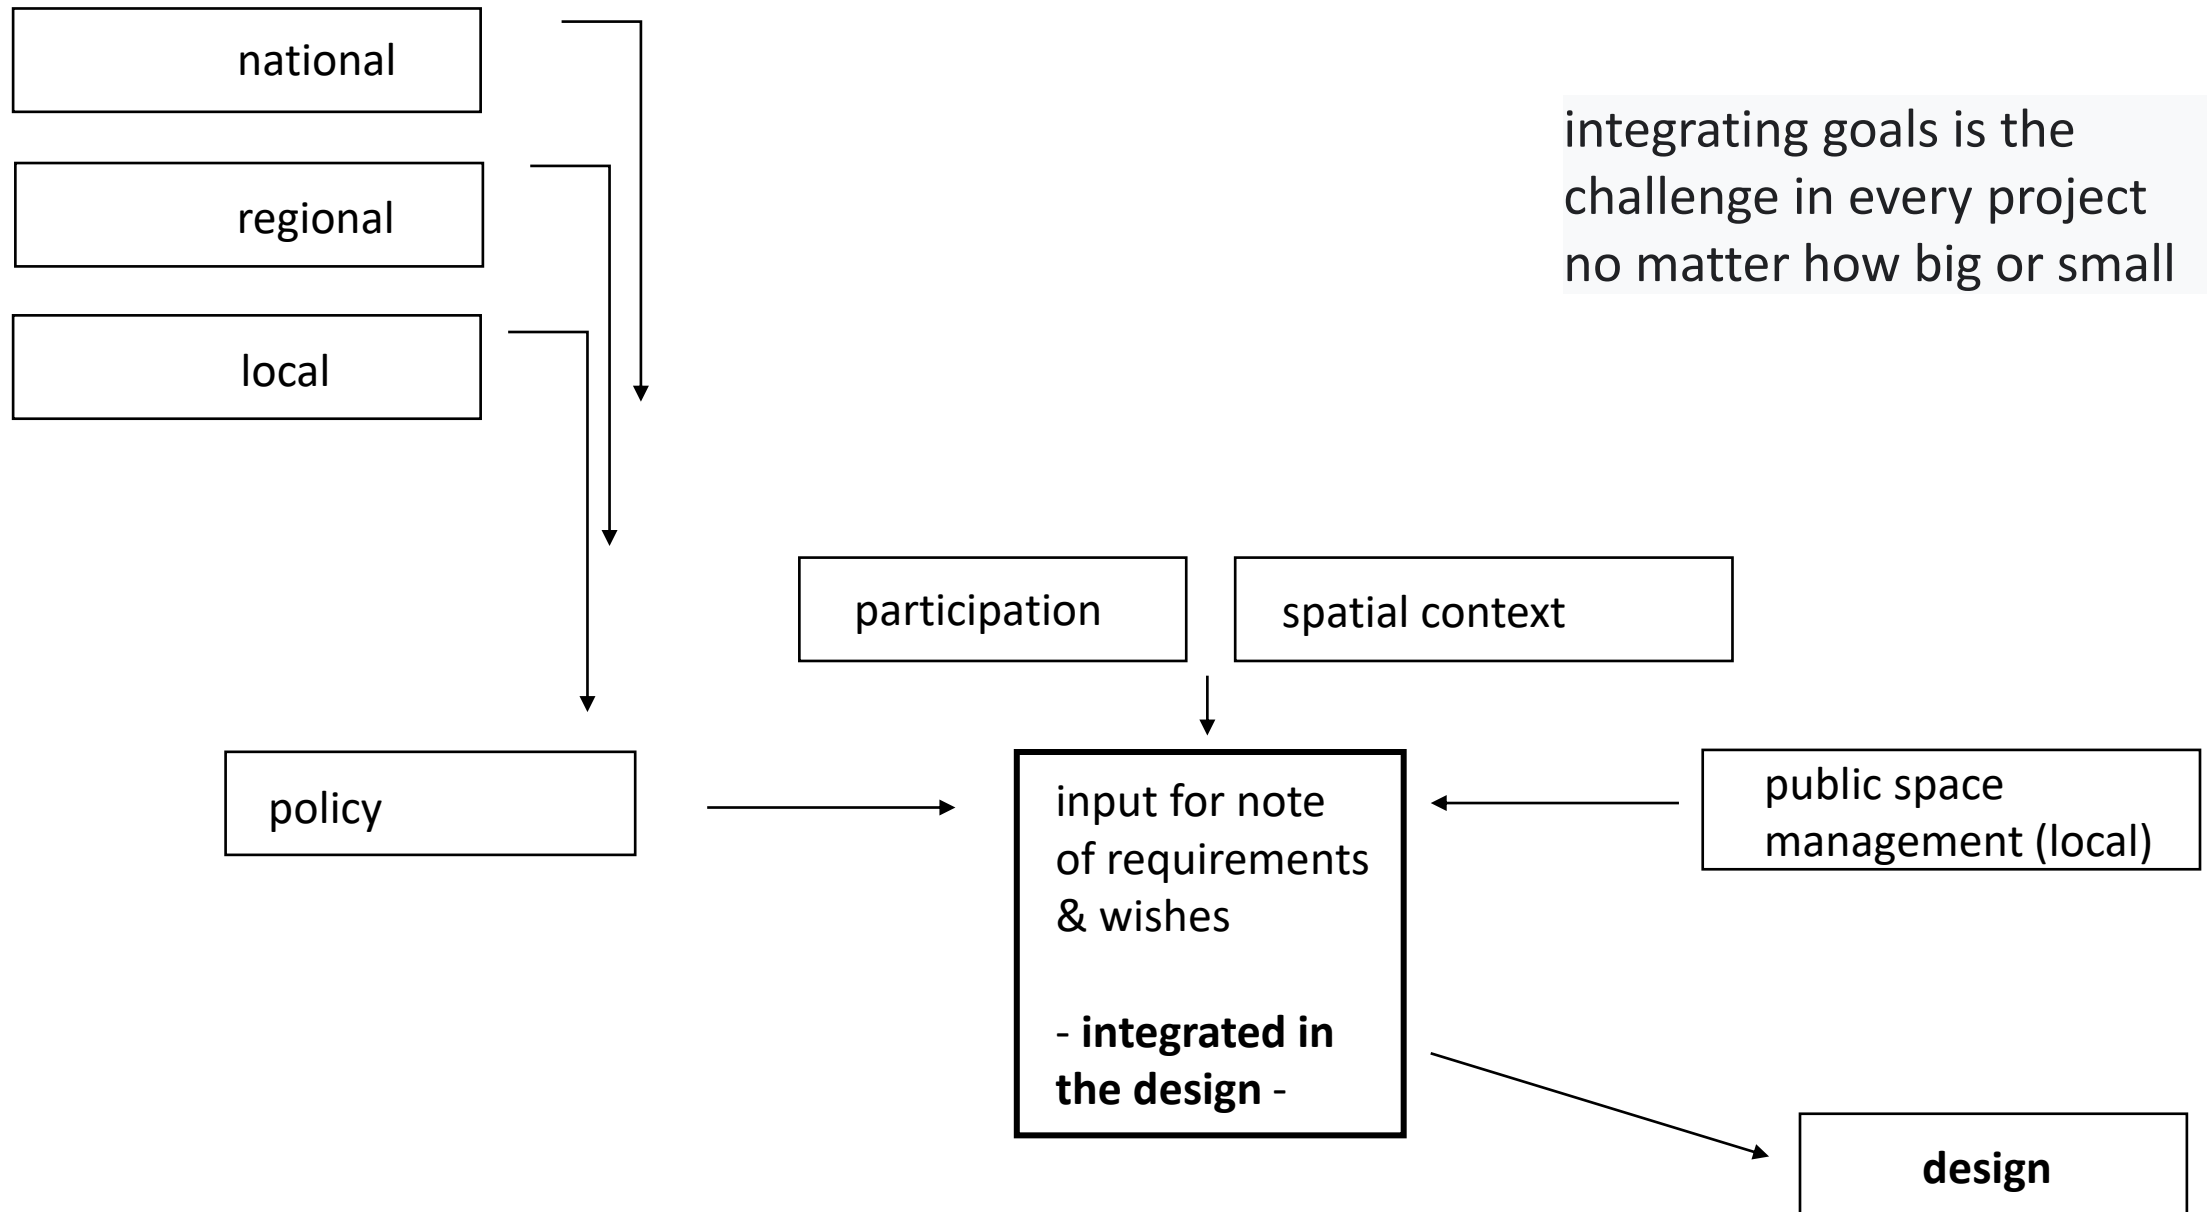 national
integrating goals is the
challenge in every project
no matter how big or small
regional
local
participation
spatial context
policy
input for note
of requirements
& wishes
- integrated in
the design -
public space
management (local)
design